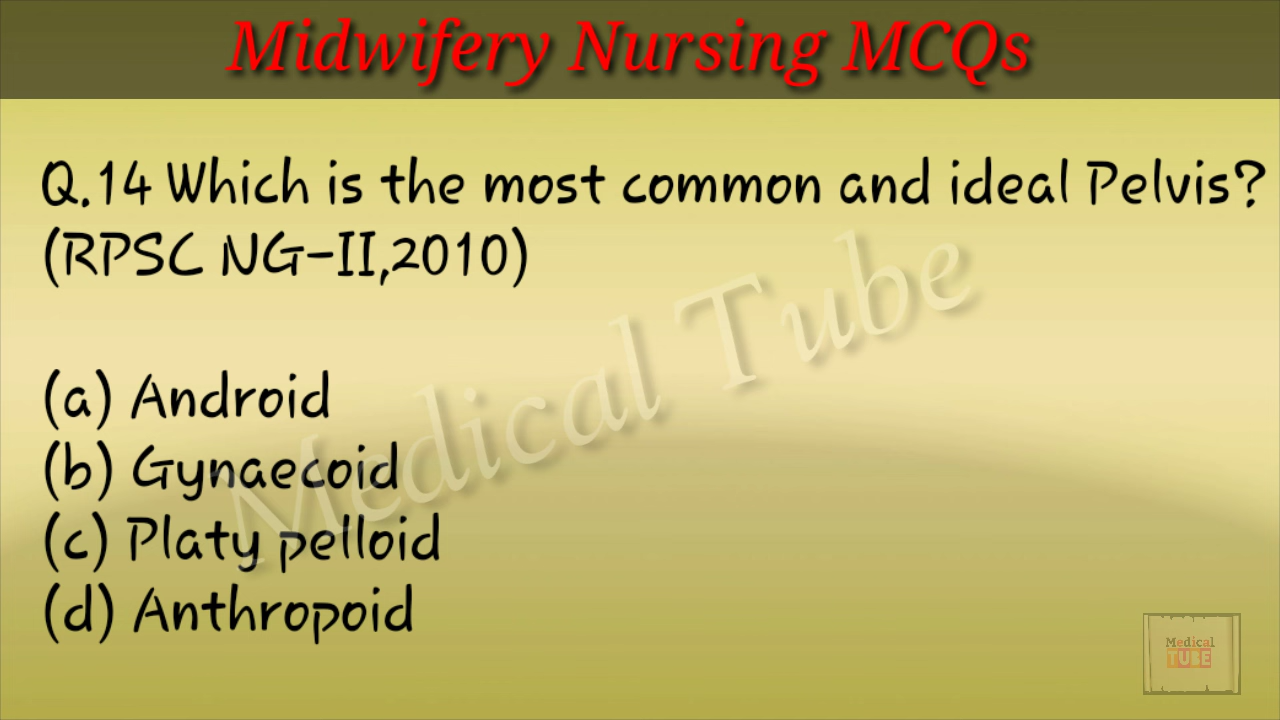 Midwifery Nursing MCQs
Q.14 Which is the most common and ideal Pelvis?
(RPSC NG-II,2010)
Medical Tube
(a) Android
(b) Gynaecoid
(c) Platy pelloid
(d) Anthropoid
Medical
TUBE